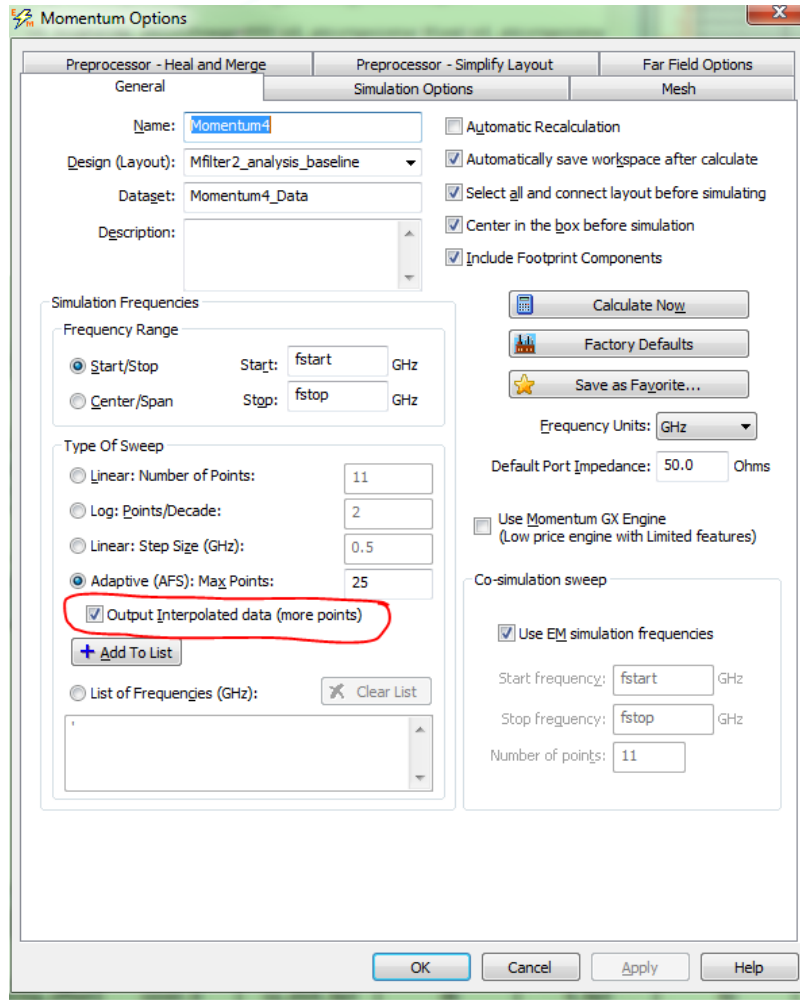 Momentum Options
Preprocessor - Heal and Merge
Preprocessor - Simplify Layout
Far Field Options
General
Simulation Options
Mesh
Name: Momentum4
Design (Layout): Mfilter2_analysis_baseline
Dataset: Momentum4_Data
Description:
Automatic Recalculation
Automatically save workspace after calculate
Select all and connect layout before simulating
Center in the box before simulation
Include Footprint Components
Simulation Frequencies
Frequency Range
Start/Stop
Start: fstart GHz
Center/Span
Stop: fstop GHz
Type Of Sweep
Linear: Number of Points: 11
Log: Points/Decade: 2
Linear: Step Size (GHz): 0.5
Adaptive (AFS): Max Points: 25
Output Interpolated data (more points)
Add To List
List of Frequencies (GHz):
Clear List
'
Calculate Now
Factory Defaults
Save as Favorite...
Frequency Units: GHz
Default Port Impedance: 50.0 Ohms
Use Momentum GX Engine
(Low price engine with Limited features)
Co-simulation sweep
Use EM simulation frequencies
Start frequency: fstart GHz
Stop frequency: fstop GHz
Number of points: 11
OK
Cancel
Apply
Help